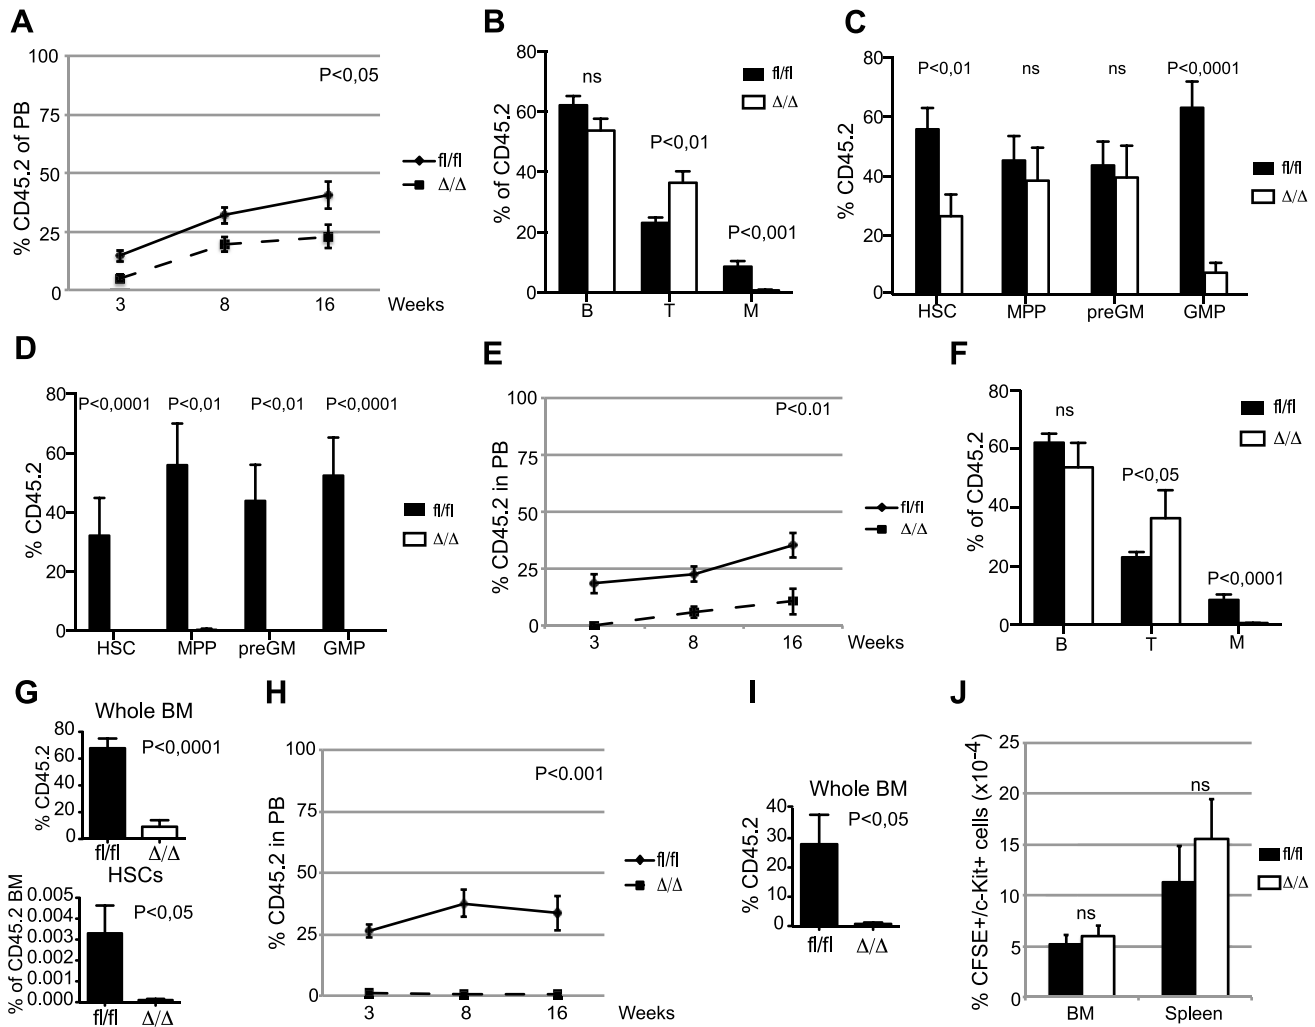 A
100
75
50
25
0
% CD45.2 of PB
P<0,05
fl/fl
Δ/Δ
3 8 16 Weeks
B
80
60
40
20
0
% of CD45.2
ns
P<0,01
P<0,001
fl/fl
Δ/Δ
B T M
C
80
60
40
20
0
% CD45.2
P<0,01 ns ns P<0,0001
fl/fl
Δ/Δ
HSC MPP preGM GMP
D
80
60
40
20
0
% CD45.2
P<0,0001 P<0,01 P<0,01 P<0,0001
fl/fl
Δ/Δ
HSC MPP preGM GMP
E
100
75
50
25
0
% CD45.2 in PB
P<0.01
fl/fl
Δ/Δ
3 8 16 Weeks
F
80
60
40
20
0
% of CD45.2
ns
P<0,05
P<0,0001
fl/fl
Δ/Δ
B T M
G
Whole BM
80
60
40
20
0
% CD45.2
P<0,0001
fl/fl Δ/Δ
HSCs
0.005
0.004
0.003
0.002
0.001
0.000
% of CD45.2 BM
P<0,05
fl/fl Δ/Δ
H
100
75
50
25
0
% CD45.2 in PB
P<0.001
fl/fl
Δ/Δ
3 8 16 Weeks
I
Whole BM
40
30
20
10
0
% CD45.2
P<0,05
fl/fl Δ/Δ
J
25
20
15
10
5
0
% CFSE+/c-Kit+ cells (x10-4)
ns
ns
fl/fl
Δ/Δ
BM Spleen